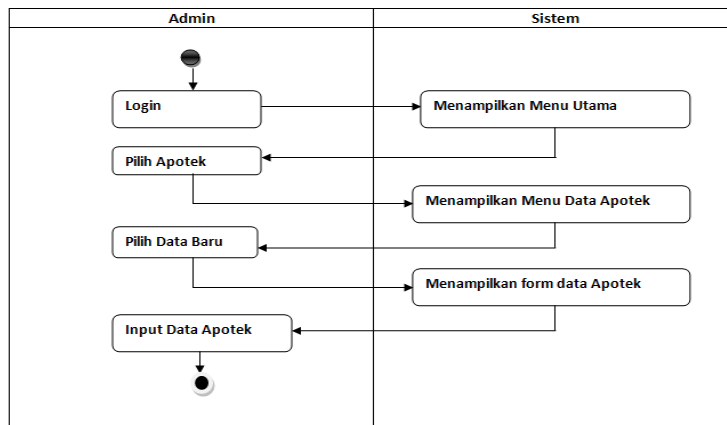 Admin
Sistem
Login
Menampilkan Menu Utama
Pilih Apotek
Menampilkan Menu Data Apotek
Pilih Data Baru
Menampilkan form data Apotek
Input Data Apotek